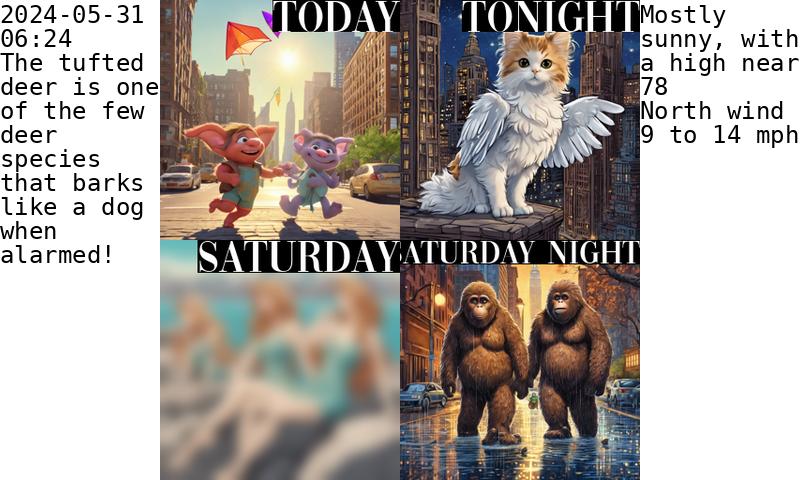 2024-05-31
06:24
The tufted
deer is one
of the few
deer
species
that barks
like a dog
when
alarmed!
TODAY
TONIGHT
SATURDAY
SATURDAY NIGHT
Mostly
sunny, with
a high near
78
North wind
9 to 14 mph